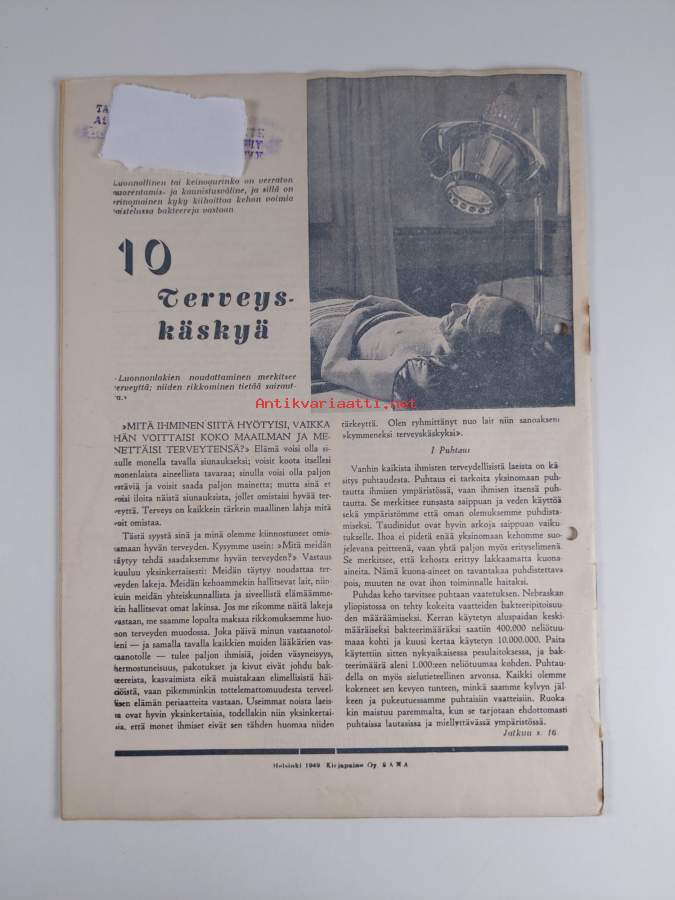 TA
At
TE
HY
Luonnollinen tai keinoaurinko on verraton
nuorentamis- ja kaunistusväline, ja sillä on
erinomainen kyky kiihoittaa kehon voimia
taistelussa bakteereja vastaan
10
Terveys-
käskyä
»Luonnonlakien noudattaminen merkitsee
terveyttä; niiden rikkominen tietää sairaut-
ta.»
Antikvariaatti.net
»MITÄ IHMINEN SIITÄ HYÖTYISI, VAIKKA
HÄN VOITTAISI KOKO MAAILMAN JA ME-
NETTÄISI TERVEYTENSÄ?» Elämä voisi olla si-
nulle monella tavalla siunaukseksi; voisit koota itsellesi
monenlaista aineellista tavaraa; sinulla voisi olla paljon
ystäviä ja voisit saada paljon mainetta; mutta sinä et
voisi iloita näistä siunauksista, jollet omistaisi hyvää ter-
veyttä. Terveys on kaikkein tärkein maallinen lahja mitä
voit omistaa.
Tästä syystä sinä ja minä olemme kiinnostuneet omis-
tamaan hyvän terveyden. Kysymme usein: »Mitä meidän
täytyy tehdä saadaksemme hyvän terveyden?» Vastaus
kuuluu yksinkertaisesti: Meidän täytyy noudattaa ter-
veyden lakeja. Meidän kehoammekin hallitsevat lait, niin-
kuin meidän yhteiskunnallista ja siveellistä elämäämme-
kin hallitsevat omat lakinsa. Jos me rikomme näitä lakeja
vastaan, me saamme lopulta maksaa rikkomuksemme huo-
non terveyden muodossa. Joka päivä minun vastaanotol-
leni — ja samalla tavalla kaikkien muiden lääkärien vas-
taanotolle — tulee paljon ihmisiä, joiden väsyneisyys,
hermostuneisuus, pakotukset ja kivut eivät johdu bak-
teereista, kasvaimista eikä muistakaan elimellisistä häi-
riöistä, vaan pikemminkin tottelemattomuudesta terveel-
lisen elämän periaatteita vastaan. Useimmat noista laeis-
ta ovat hyvin yksinkertaisia, todellakin niin yksinkertai-
sia, että monet ihmiset eivät sen tähden huomaa niiden
tärkeyttä. Olen ryhmittänyt nuo lait niin sanoakseni
»kymmeneksi terveyskäskyksi».
1 Puhtaus
Vanhin kaikista ihmisten terveydellisistä laeista on kä-
sitys puhtaudesta. Puhtaus ei tarkoita yksinomaan puh-
tautta ihmisen ympäristössä, vaan ihmisen itsensä puh-
tautta. Se merkitsee runsasta saippuan ja veden käyttöä
sekä ympäristömme että oman olemuksemme puhdista-
miseksi. Taudinidut ovat hyvin arkoja saippuan vaiku-
tukselle. Ihoa ei pidetä enää yksinomaan kehomme suo-
jelevana peitteenä, vaan yhtä paljon myös erityselimenä.
Se merkitsee, että kehosta erittyy lakkaamatta kuona-
aineita. Nämä kuona-aineet on tavantakaa puhdistettava
pois, muuten ne ovat ihon toiminnalle haitaksi.
Puhdas keho tarvitsee puhtaan vaatetuksen. Nebraskan
yliopistossa on tehty kokeita vaatteiden bakteeripitoisuu-
den määräämiseksi. Kerran käytetyn aluspaidan keski-
määräiseksi bakteerimääräksi saatiin 400.000 neliötuu-
maa kohti ja kuusi kertaa käytetyn 10.000.000. Paita
käytettiin sitten nykyaikaisessa pesulaitoksessa, ja bak-
teerimäärä aleni 1.000:een neliötuumaa kohden. Puhtau-
della on myös sielutieteellinen arvonsa. Kaikki olemme
kokeneet sen kevyen tunteen, minkä saamme kylvyn jäl-
keen ja pukeutuessamme puhtaisiin vaatteisiin. Ruoka-
kin maistuu paremmalta, kun se tarjotaan ehdottomasti
puhtaissa lautasissa ja miellyttävässä ympäristössä.
Jatkuu s. 16
Helsinki 1949 Kirjapaino Oy. SANA